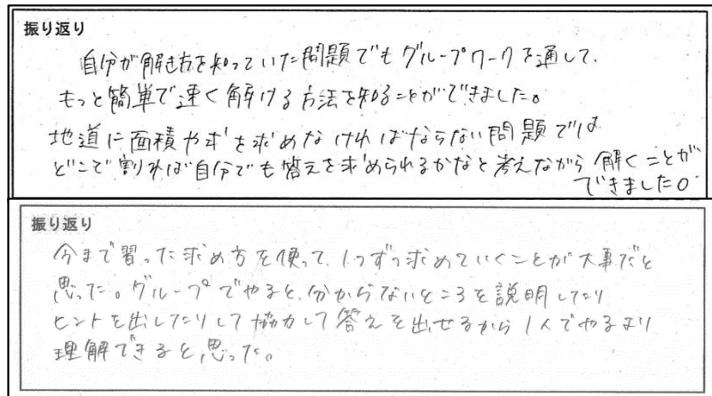 振り返り
自分が解き方を知っていた問題でもグループワークを通して、
もっと簡単で速く解ける方法を知ることができました。
地道に面積や求を求めなければならない問題では
どこで割れば自分でも答えを求められるかなと考えながら解くことが
できました。
振り返り
今まで習った求め方を使って、1つずつ求めていくことが大事だと
思った。グループでやると、分からないところを説明したり
ヒントを出したりして協力して答えを出せるから1人でやるより
理解できると思った。